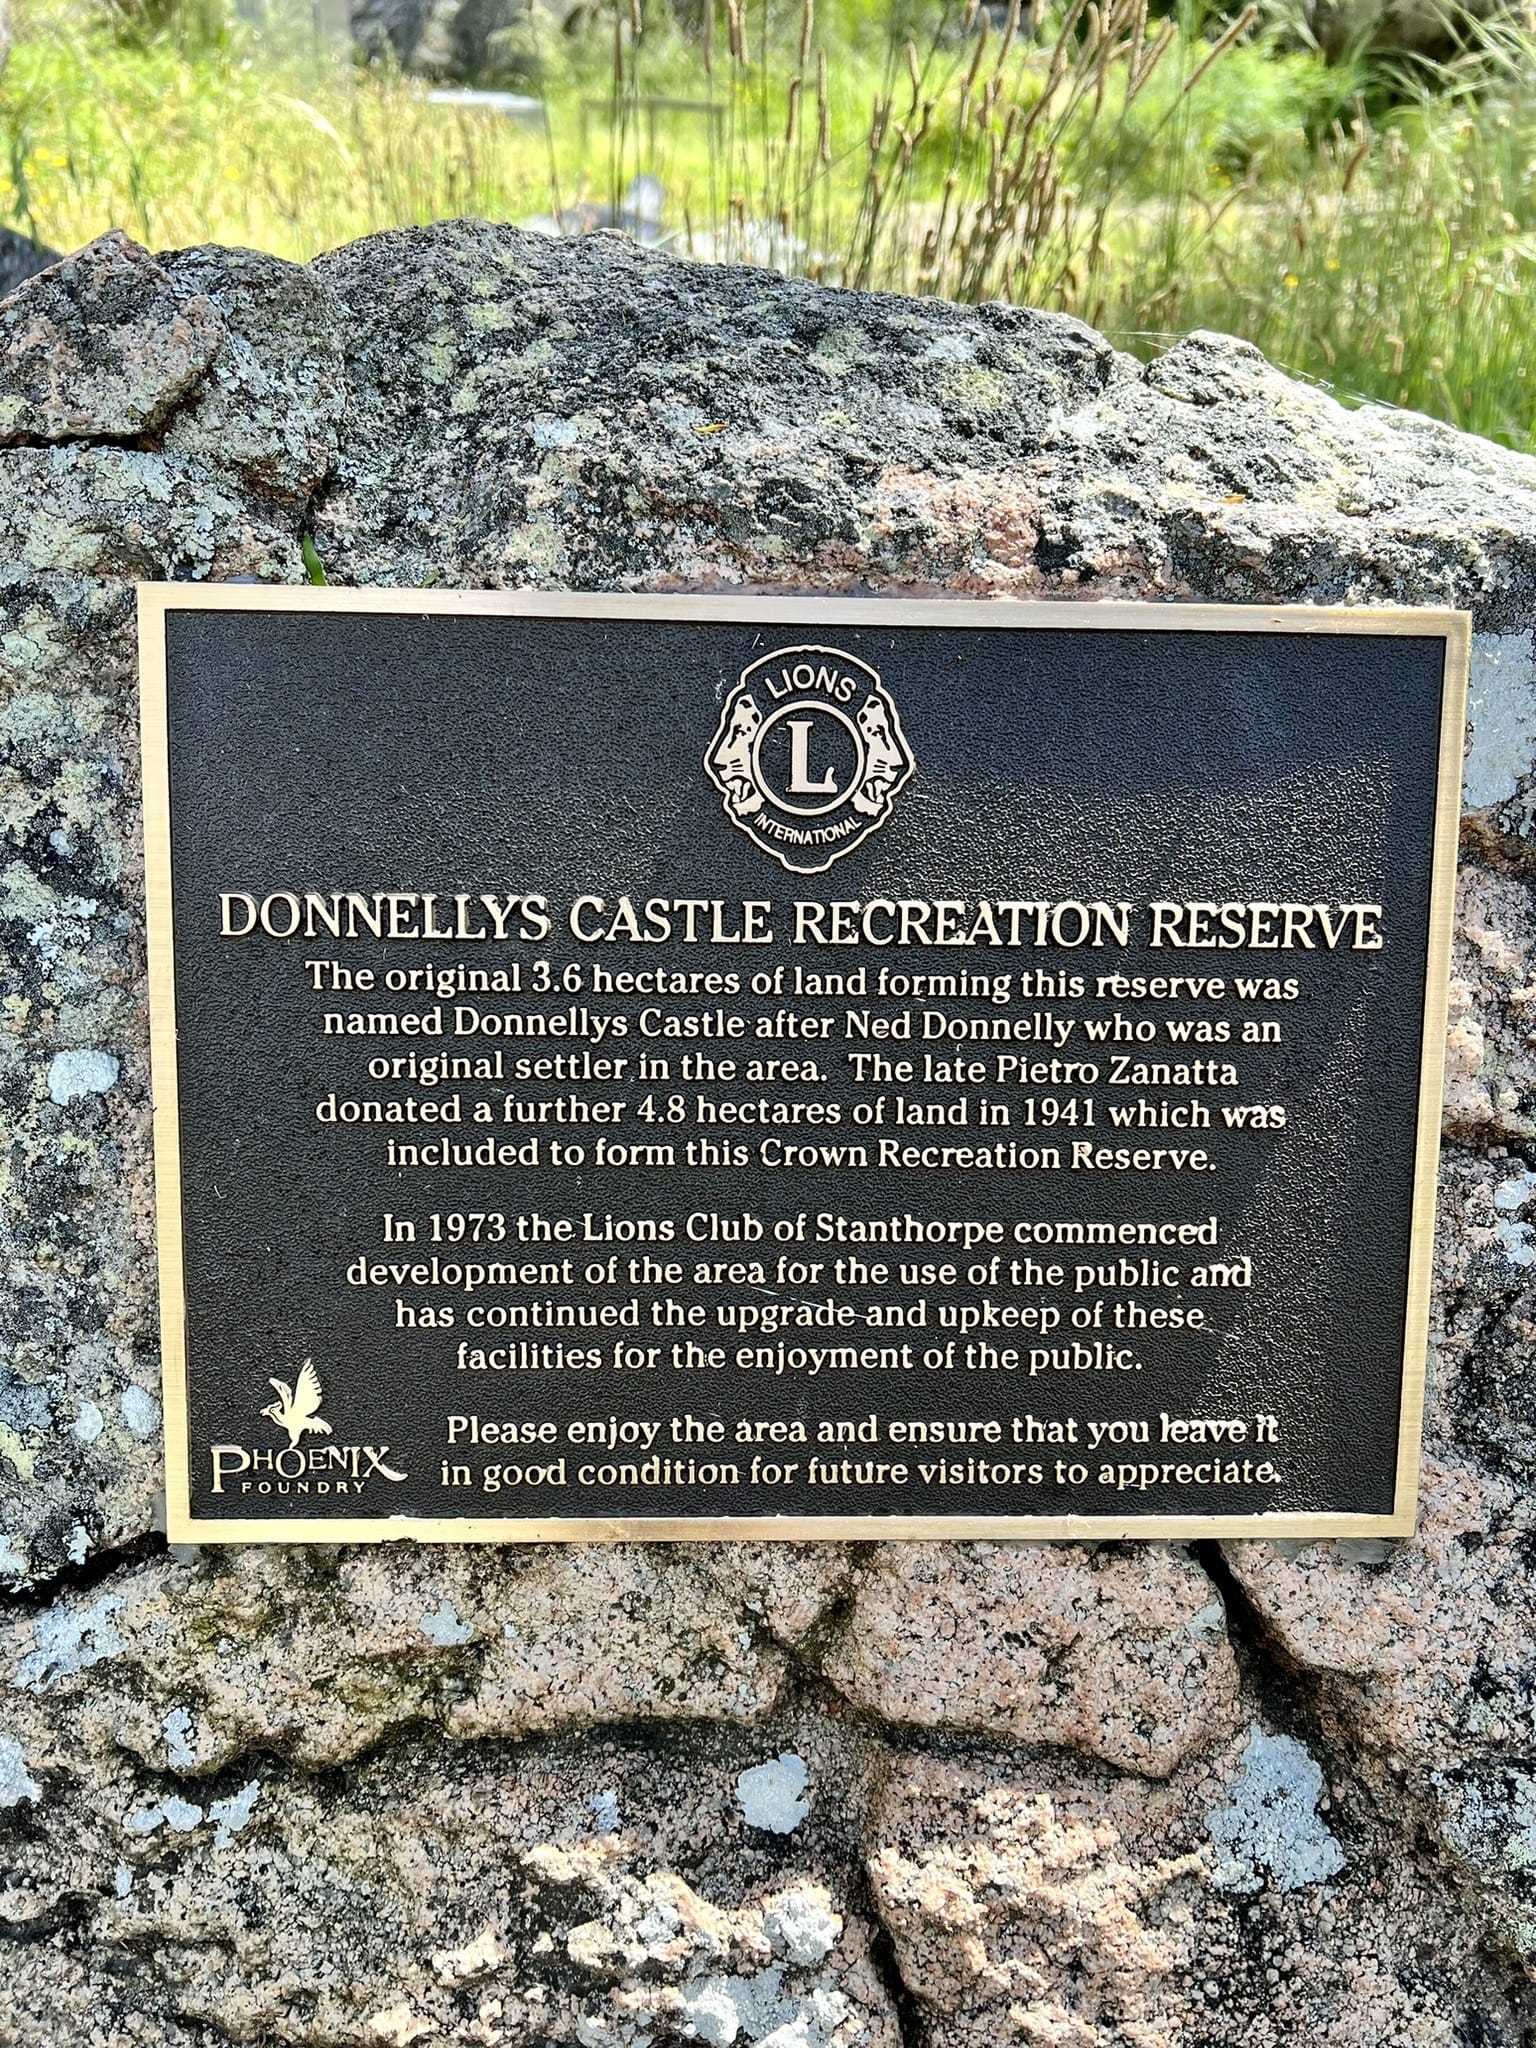 LIONS
L
INTERNATIONAL
DONNELLYS CASTLE RECREATION RESERVE
The original 3.6 hectares of land forming this reserve was
named Donnellys Castle after Ned Donnelly who was an
original settler in the area. The late Pietro Zanatta
donated a further 4.8 hectares of land in 1941 which was
included to form this Crown Recreation Reserve.
In 1973 the Lions Club of Stanthorpe commenced
development of the area for the use of the public and
has continued the upgrade and upkeep of these
facilities for the enjoyment of the public.
Please enjoy the area and ensure that you leave it
in good condition for future visitors to appreciate.
PHOENIX
FOUNDRY